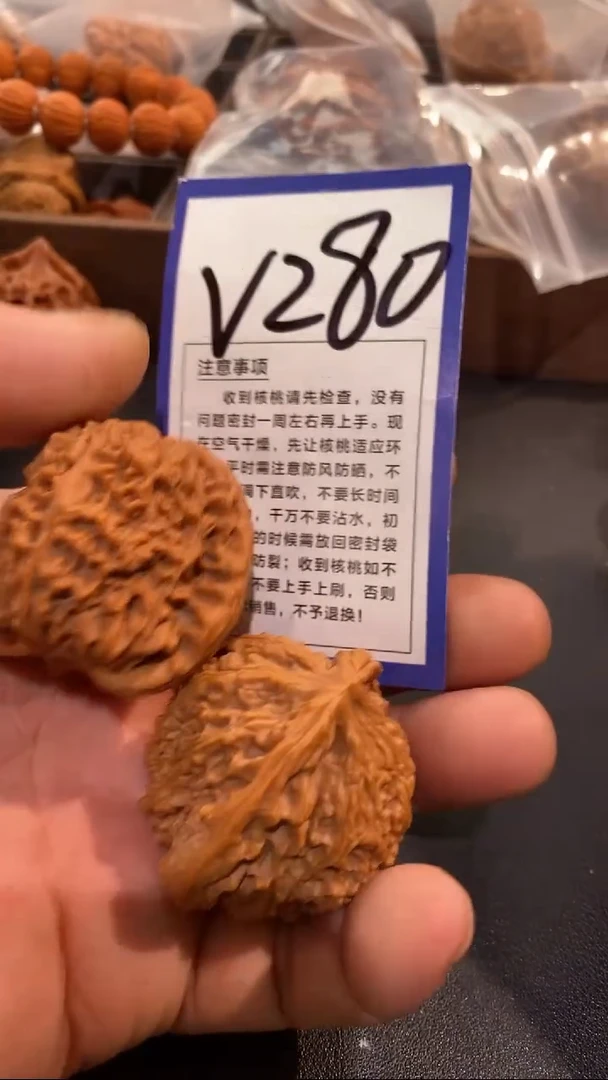 V280
注意事项
收到核桃请先检查，没有
问题密封一周左右再上手。现
在空气干燥，先让核桃适应环
平时需注意防风防晒，不
调下直吹，不要长时间
，千万不要沾水，初
的时候需放回密封袋
防裂；收到核桃如不
不要上手上刷，否则
销售，不予退换！